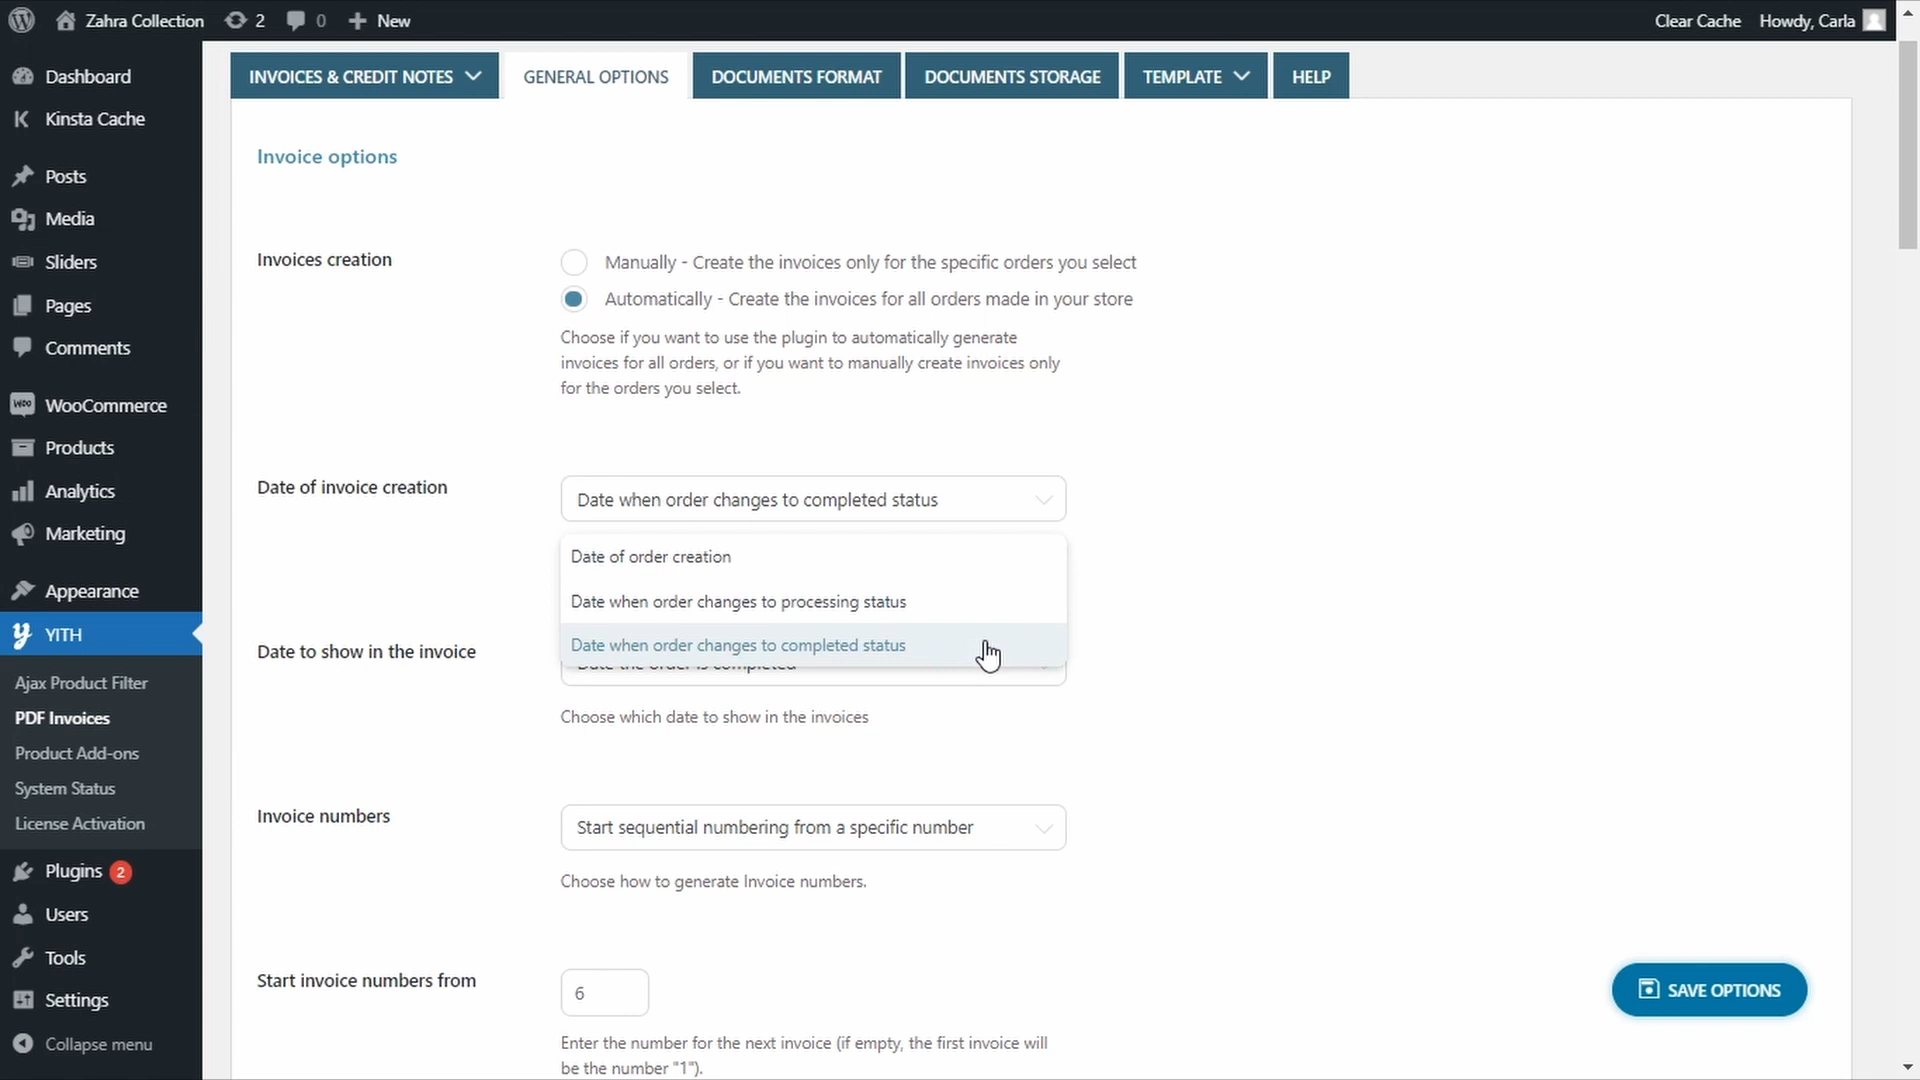 Zahra Collection 2 0 New Clear Cache Howdy, Carla
Dashboard
Kinsta Cache
Posts
Media
Sliders
Pages
Comments
WooCommerce
Products
Analytics
Marketing
Appearance
YITH
Ajax Product Filter
PDF Invoices
Product Add-ons
System Status
License Activation
Plugins 2
Users
Tools
Settings
Collapse menu
INVOICES & CREDIT NOTES GENERAL OPTIONS DOCUMENTS FORMAT DOCUMENTS STORAGE TEMPLATE HELP
Invoice options
Invoices creation
Manually - Create the invoices only for the specific orders you select
Automatically - Create the invoices for all orders made in your store
Choose if you want to use the plugin to automatically generate
invoices for all orders, or if you want to manually create invoices only
for the orders you select.
Date of invoice creation
Date when order changes to completed status
Date of order creation
Date when order changes to processing status
Date when order changes to completed status
Date to show in the invoice
Date the order is completed
Choose which date to show in the invoices
Invoice numbers
Start sequential numbering from a specific number
Choose how to generate Invoice numbers.
Start invoice numbers from
6
Enter the number for the next invoice (if empty, the first invoice will
be the number "1").
SAVE OPTIONS